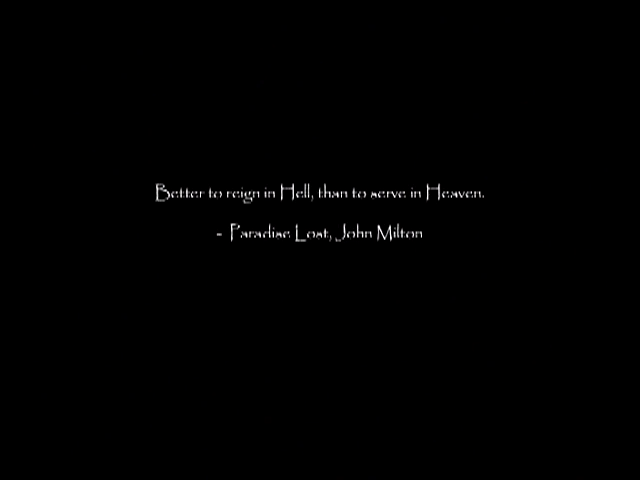 Better to reign in Hell, than to serve in Heaven.
- Paradise Lost, John Milton